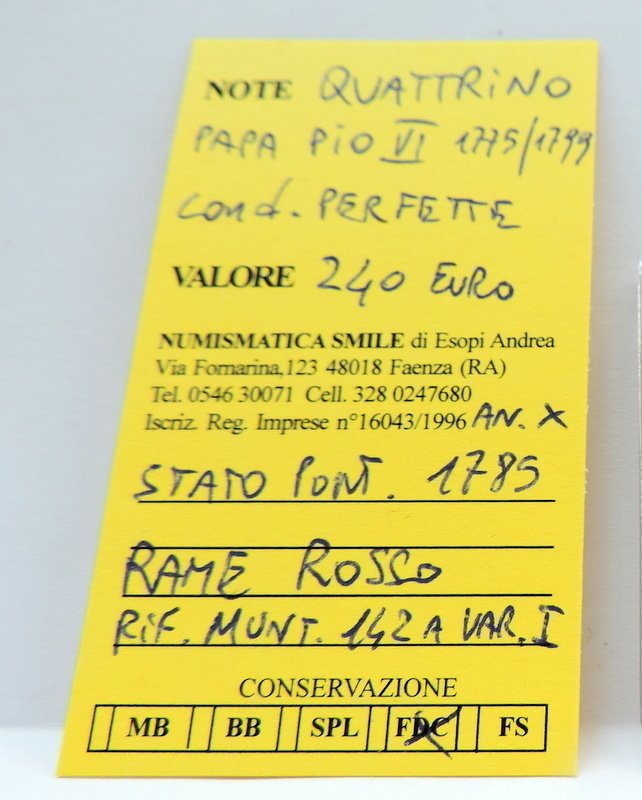 NOTE QUATTRINO
PAPA PIO VI 1775/1799
Cond. PERFETTE
VALORE 240 EURO
NUMISMATICA SMILE di Esopi Andrea
Via Fornarina,123 48018 Faenza (RA)
Tel. 0546 30071 Cell. 328 0247680
Iscriz. Reg. Imprese n°16043/1996 AN. X
STATO PONT. 1785
RAME ROSSO
RIF. MUNT. 142 A VAR. I
CONSERVAZIONE
MB BB SPL FDC FS